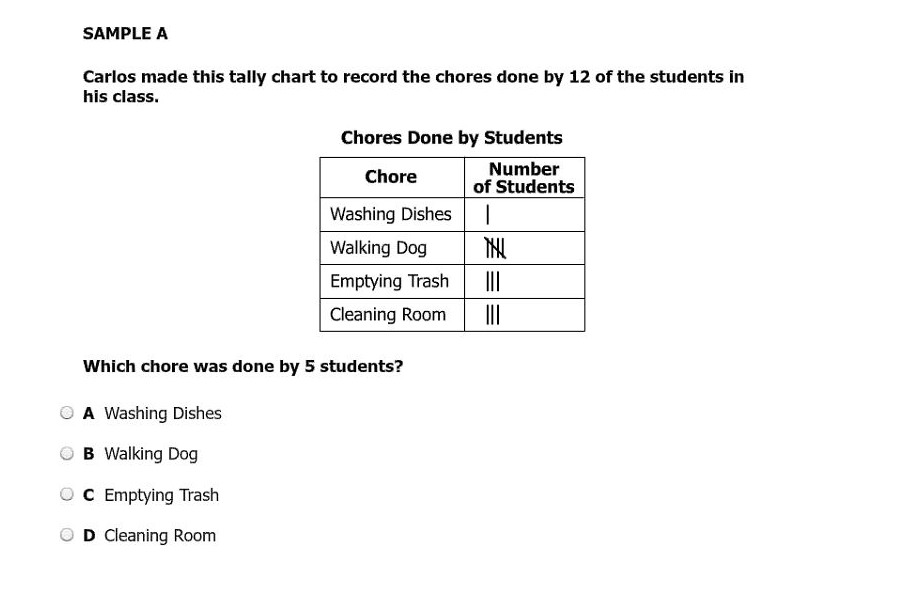 SAMPLE A
Carlos made this tally chart to record the chores done by 12 of the students in
his class.
Chores Done by Students
Chore
Number
of Students
Washing Dishes
Walking Dog
Emptying Trash
Cleaning Room
Which chore was done by 5 students?
A Washing Dishes
B Walking Dog
C Emptying Trash
D Cleaning Room